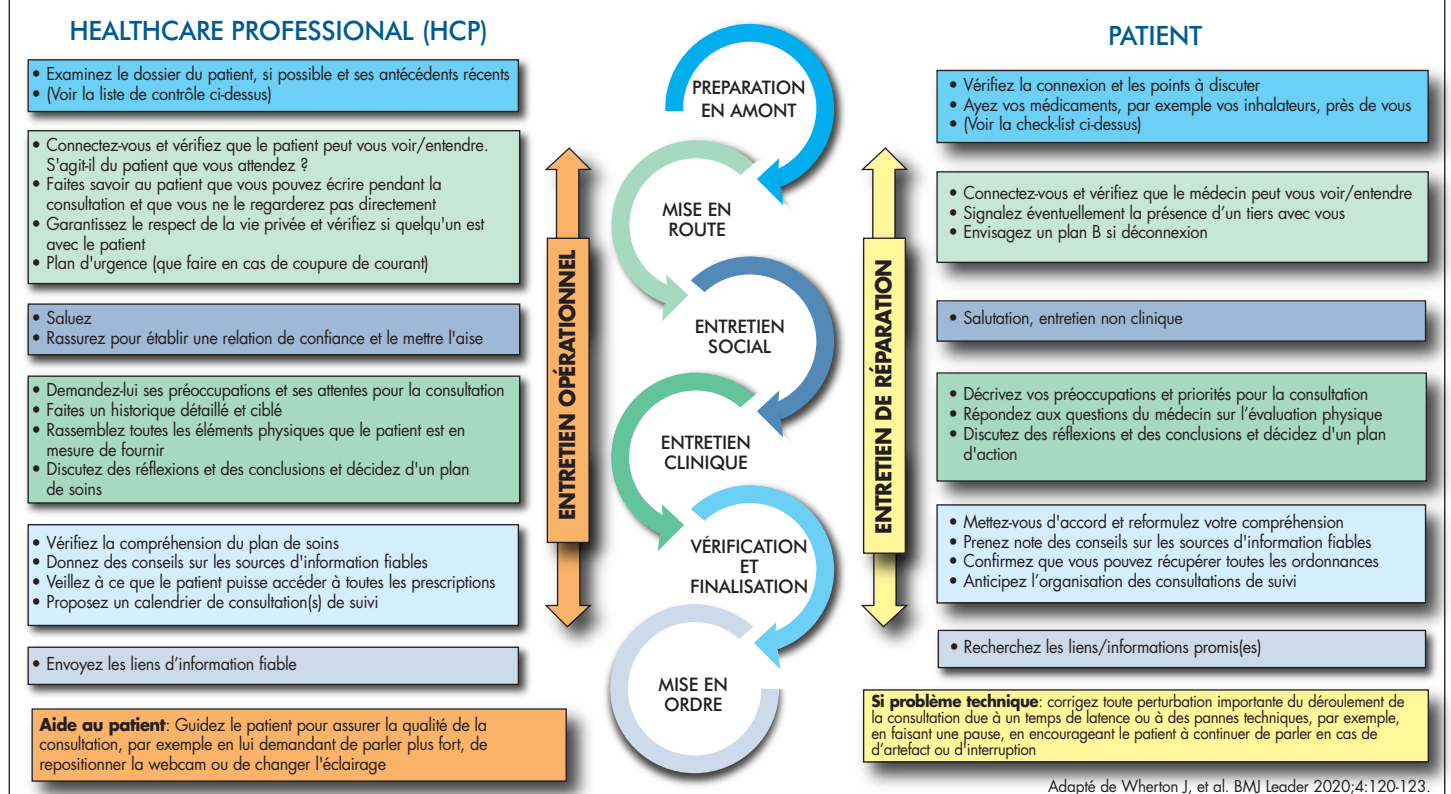 HEALTHCARE PROFESSIONAL (HCP)
• Examinez le dossier du patient, si possible et ses antécédents récents
• (Voir la liste de contrôle ci-dessus)
• Connectez-vous et vérifiez que le patient peut vous voir/entendre.
S'agit-il du patient que vous attendez ?
• Faites savoir au patient que vous pouvez écrire pendant la
consultation et que vous ne le regarderez pas directement
• Garantissez le respect de la vie privée et vérifiez si quelqu'un est
avec le patient
• Plan d'urgence (que faire en cas de coupure de courant)
• Saluez
• Rassurez pour établir une relation de confiance et le mettre l'aise
• Demandez-lui ses préoccupations et ses attentes pour la consultation
• Faites un historique détaillé et ciblé
• Rassemblez toutes les éléments physiques que le patient est en
mesure de fournir
• Discutez des réflexions et des conclusions et décidez d'un plan
de soins
• Vérifiez la compréhension du plan de soins
• Donnez des conseils sur les sources d'information fiables
• Veillez à ce que le patient puisse accéder à toutes les prescriptions
• Proposez un calendrier de consultation(s) de suivi
• Envoyez les liens d'information fiable
Aide au patient: Guidez le patient pour assurer la qualité de la
consultation, par exemple en lui demandant de parler plus fort, de
repositionner la webcam ou de changer l'éclairage
ENTRETIEN OPÉRATIONNEL
PREPARATION
EN AMONT
MISE EN
ROUTE
ENTRETIEN
SOCIAL
ENTRETIEN
CLINIQUE
VÉRIFICATION
ET
FINALISATION
MISE EN
ORDRE
ENTRETIEN DE RÉPARATION
PATIENT
• Vérifiez la connexion et les points à discuter
• Ayez vos médicaments, par exemple vos inhalateurs, près de vous
• (Voir la check-list ci-dessus)
• Connectez-vous et vérifiez que le médecin peut vous voir/entendre
• Signalez éventuellement la présence d'un tiers avec vous
• Envisagez un plan B si déconnexion
• Salutation, entretien non clinique
• Décrivez vos préoccupations et priorités pour la consultation
• Répondez aux questions du médecin sur l'évaluation physique
• Discutez des réflexions et des conclusions et décidez d'un plan
d'action
• Mettez-vous d'accord et reformulez votre compréhension
• Prenez note des conseils sur les sources d'information fiables
• Confirmez que vous pouvez récupérer toutes les ordonnances
• Anticipez l'organisation des consultations de suivi
• Recherchez les liens/informations promis(es)
Si problème technique: corrigez toute perturbation importante du déroulement de
la consultation due à un temps de latence ou à des pannes techniques, par exemple,
en faisant une pause, en encourageant le patient à continuer de parler en cas de
d'artefact ou d'interruption
Adapté de Wherton J, et al. BMJ Leader 2020;4:120-123.